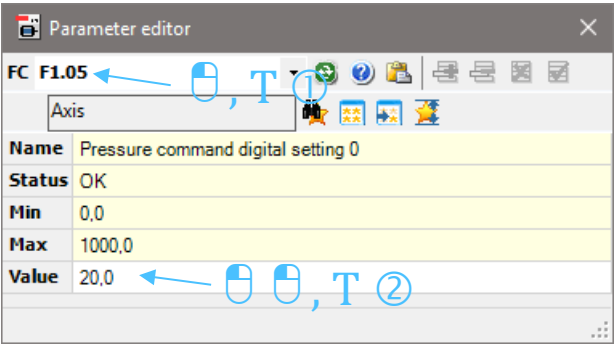 Parameter editor
FC F1.05
, T ①
Axis
Name Pressure command digital setting 0
Status OK
Min 0,0
Max 1000,0
Value 20,0
, T ②